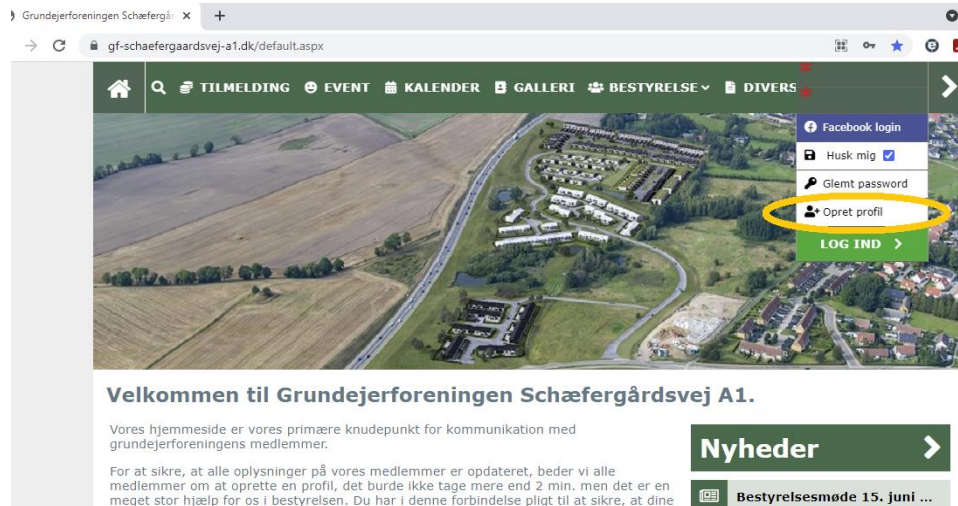 Grundejerforeningen Schæfergå
gf-schaefergaardsvej-a1.dk/default.aspx
TILMELDING EVENT KALENDER GALLERI BESTYRELSE DIVERS
Facebook login
Husk mig
Glemt password
Opret profil
LOG IND
Velkommen til Grundejerforeningen Schæfergårdsvej A1.
Vores hjemmeside er vores primære knudepunkt for kommunikation med
grundejerforeningens medlemmer.
For at sikre, at alle oplysninger på vores medlemmer er opdateret, beder vi alle
medlemmer om at oprette en profil, det burde ikke tage mere end 2 min. men det er en
meget stor hjælp for os i bestyrelsen. Du har i denne forbindelse pligt til at sikre, at dine
Nyheder
Bestyrelsesmøde 15. juni ...